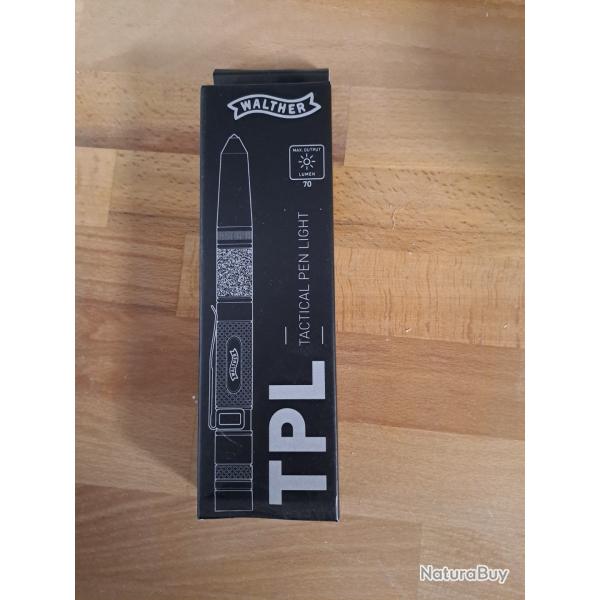 WALTHER
MAX. OUTPUT
LUMEN
70
TACTICAL PEN LIGHT
TPL
WALTHER
NaturaBuy